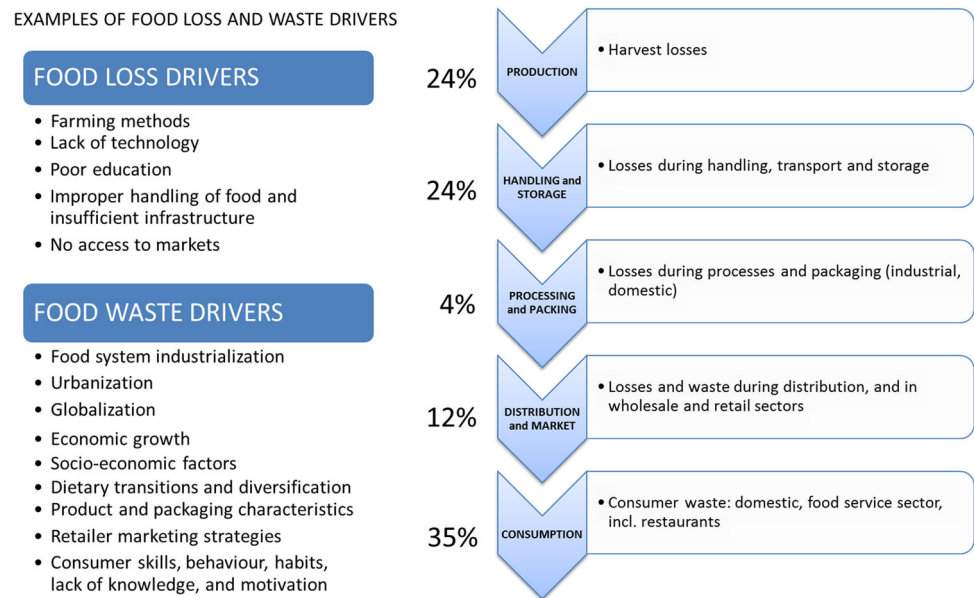 EXAMPLES OF FOOD LOSS AND WASTE DRIVERS
FOOD LOSS DRIVERS
• Farming methods
• Lack of technology
• Poor education
• Improper handling of food and
insufficient infrastructure
• No access to markets
FOOD WASTE DRIVERS
• Food system industrialization
• Urbanization
• Globalization
• Economic growth
• Socio-economic factors
• Dietary transitions and diversification
• Product and packaging characteristics
• Retailer marketing strategies
• Consumer skills, behaviour, habits,
lack of knowledge, and motivation
24%
PRODUCTION
• Harvest losses
24%
HANDLING and
STORAGE
• Losses during handling, transport and storage
4%
PROCESSING
and PACKING
• Losses during processes and packaging (industrial,
domestic)
12%
DISTRIBUTION
and MARKET
• Losses and waste during distribution, and in
wholesale and retail sectors
35%
CONSUMPTION
• Consumer waste: domestic, food service sector,
incl. restaurants